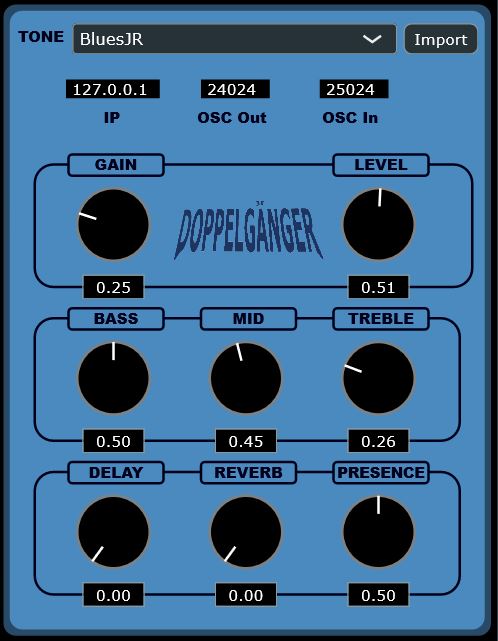 TONE BluesJR Import
127.0.0.1 24024 25024
IP OSC Out OSC In
GAIN LEVEL
DOPPELGÄNGER
0.25 0.51
BASS MID TREBLE
0.50 0.45 0.26
DELAY REVERB PRESENCE
0.00 0.00 0.50